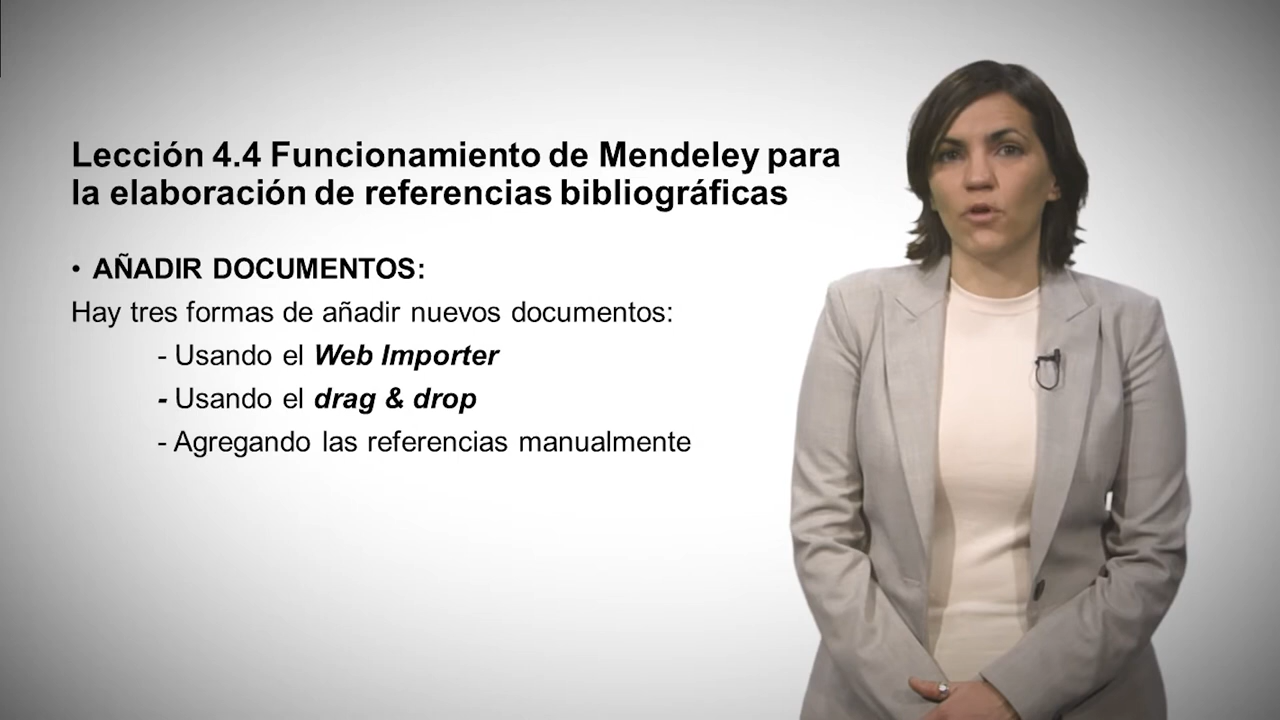 Lección 4.4 Funcionamiento de Mendeley para
la elaboración de referencias bibliográficas
• AÑADIR DOCUMENTOS:
Hay tres formas de añadir nuevos documentos:
- Usando el Web Importer
- Usando el drag & drop
- Agregando las referencias manualmente